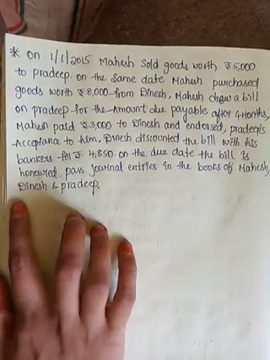 * On 1/1/2015 Mahesh Sold goods worth ₹5,000
to pradeep. on the same date Mahesh purchased
goods worth ₹8,000 from Dinesh. Mahesh drew a bill
on pradeep for the Amount due payable after 4 Months,
Mahesh paid ₹3,000 to Dinesh and endorsed, pradeep's
to him. Dinesh discounted the bill with his
bankers for ₹ 4,850 on the due date the bill is
honoured. pass journal entries in the books of Mahesh,
Dinesh & pradeep.